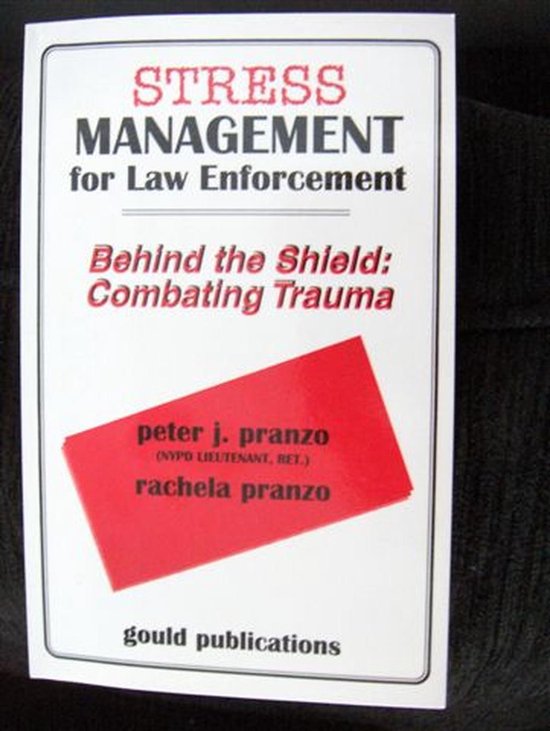 STRESS
MANAGEMENT
for Law Enforcement
Behind the Shield:
Combating Trauma
peter j. pranzo
(NYPD LIEUTENANT, RET.)
rachela pranzo
gould publications